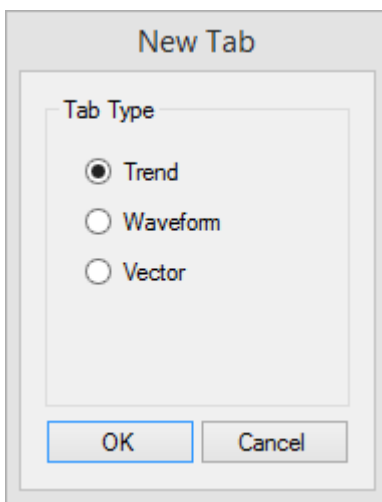 New Tab
Tab Type
Trend
Waveform
Vector
OK Cancel